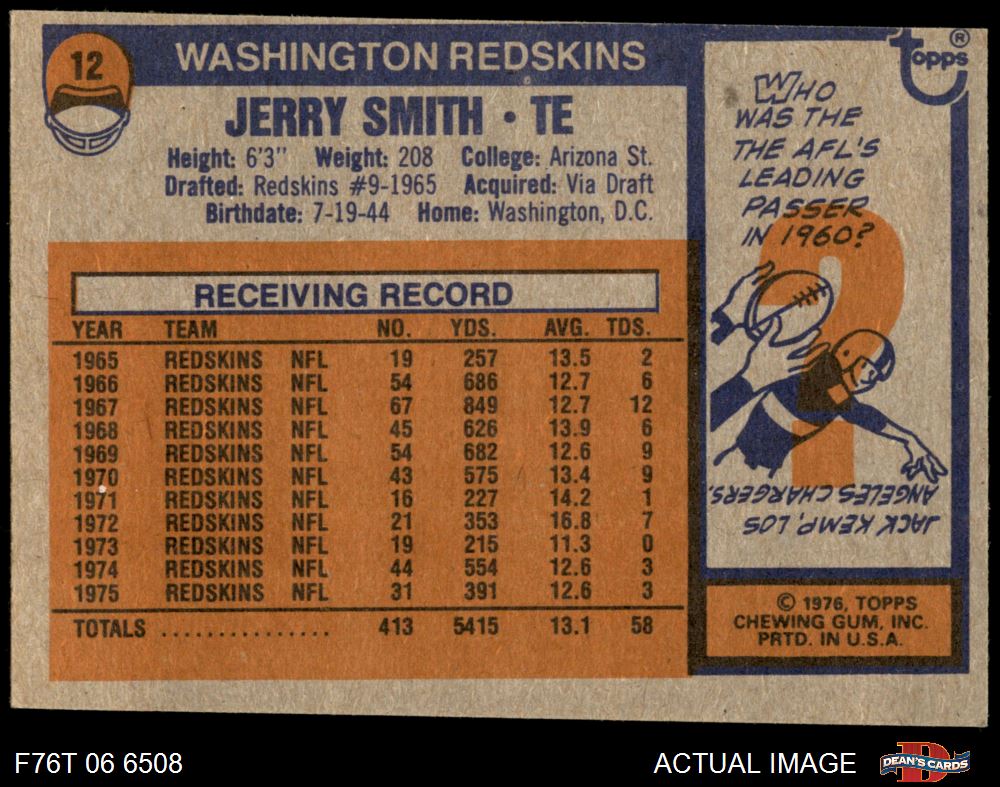 12
WASHINGTON REDSKINS
JERRY SMITH • TE
Height: 6'3" Weight: 208 College: Arizona St.
Drafted: Redskins #9-1965 Acquired: Via Draft
Birthdate: 7-19-44 Home: Washington, D.C.
RECEIVING RECORD
YEAR TEAM NO. YDS. AVG. TDS.
1965 REDSKINS NFL 19 257 13.5 2
1966 REDSKINS NFL 54 686 12.7 6
1967 REDSKINS NFL 67 849 12.7 12
1968 REDSKINS NFL 45 626 13.9 6
1969 REDSKINS NFL 54 682 12.6 9
1970 REDSKINS NFL 43 575 13.4 9
1971 REDSKINS NFL 16 227 14.2 1
1972 REDSKINS NFL 21 353 16.8 7
1973 REDSKINS NFL 19 215 11.3 0
1974 REDSKINS NFL 44 554 12.6 3
1975 REDSKINS NFL 31 391 12.6 3
TOTALS ................ 413 5415 13.1 58
topps®
WHO
WAS THE
THE AFL'S
LEADING
PASSER
IN 1960?
?
JACK KEMP, LOS
ANGELES CHARGERS.
© 1976, TOPPS
CHEWING GUM, INC.
PRTD. IN U.S.A.
F76T 06 6508
ACTUAL IMAGE
D
DEAN'S CARDS